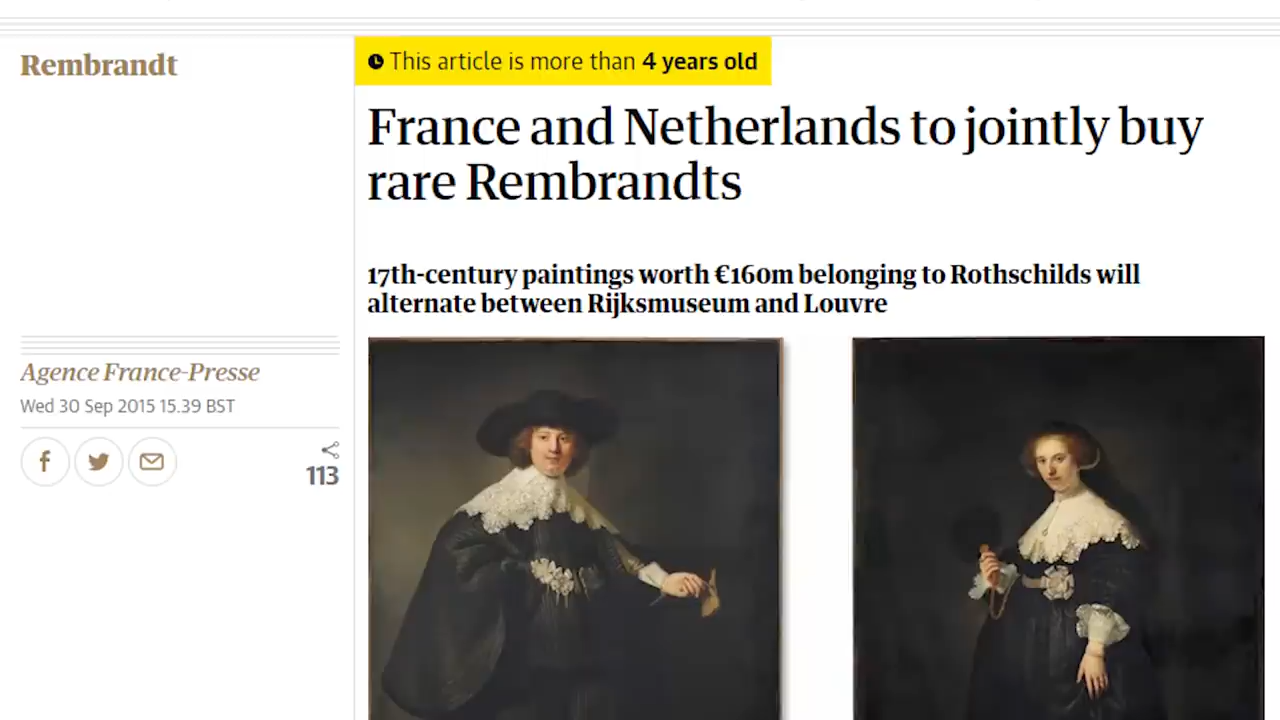 Rembrandt
This article is more than 4 years old
France and Netherlands to jointly buy
rare Rembrandts
17th-century paintings worth €160m belonging to Rothschilds will
alternate between Rijksmuseum and Louvre
Agence France-Presse
Wed 30 Sep 2015 15.39 BST
113